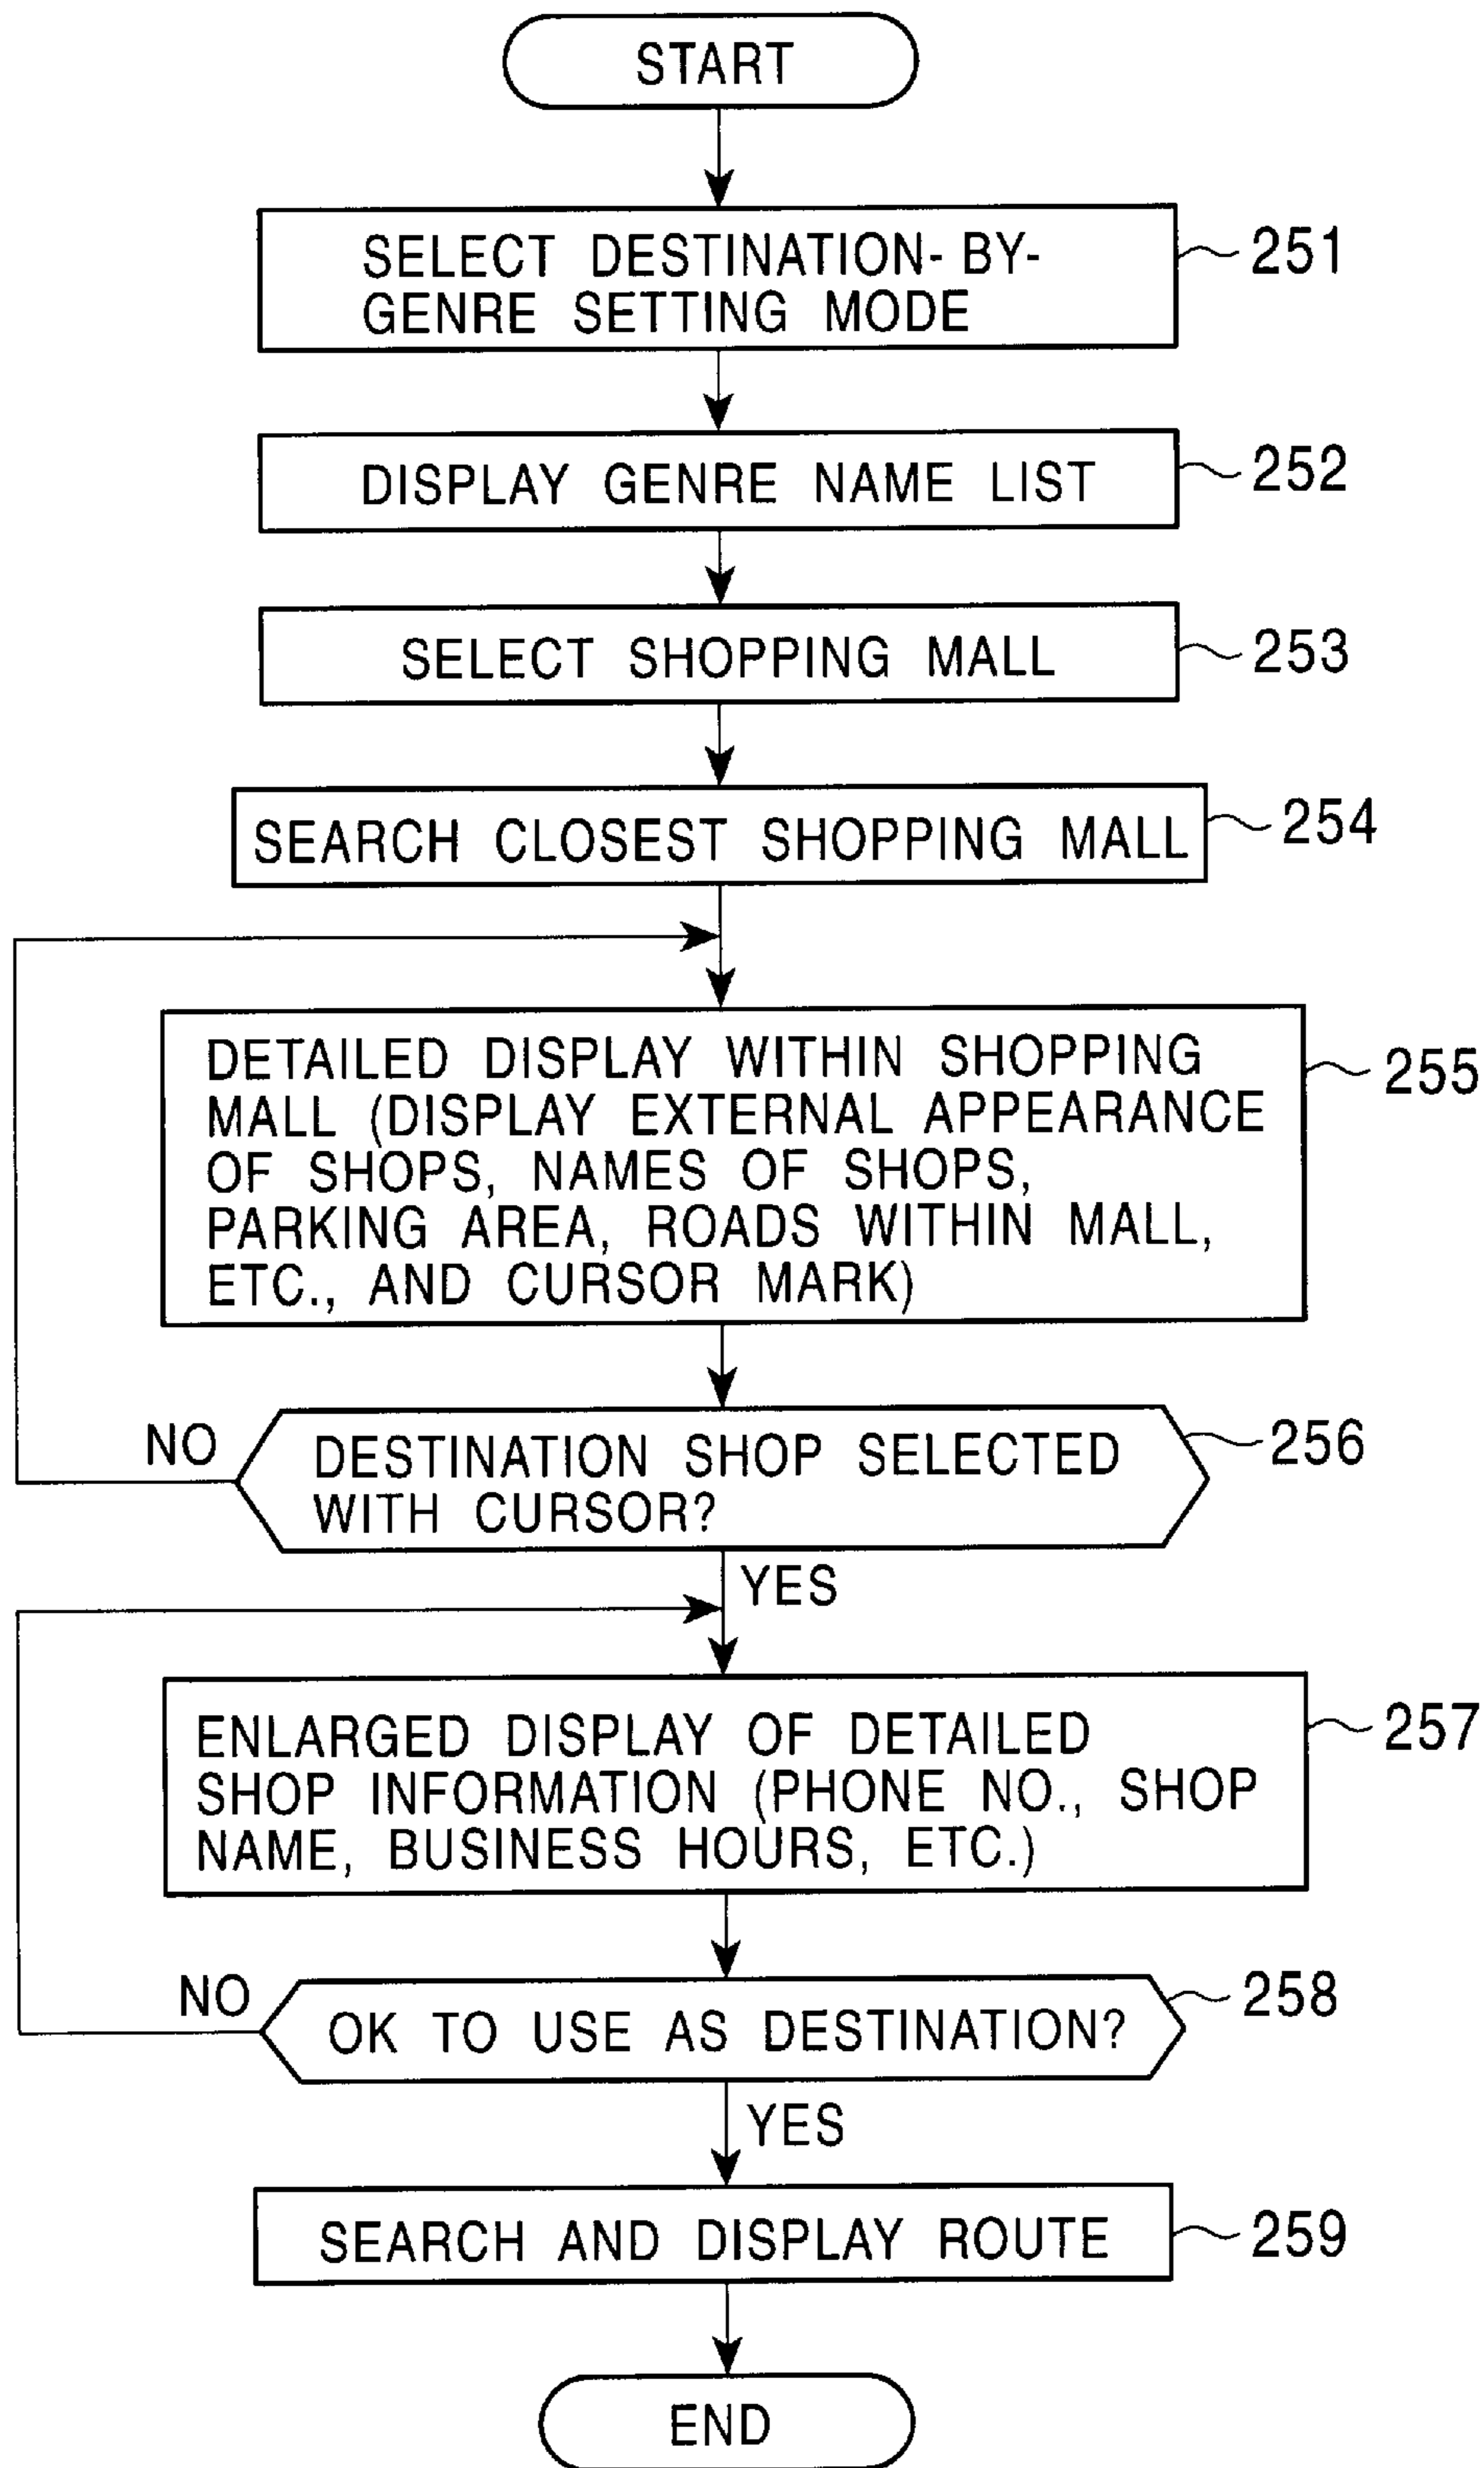 START
SELECT DESTINATION- BY-
GENRE SETTING MODE
251
DISPLAY GENRE NAME LIST
252
SELECT SHOPPING MALL
253
SEARCH CLOSEST SHOPPING MALL
254
DETAILED DISPLAY WITHIN SHOPPING
MALL (DISPLAY EXTERNAL APPEARANCE
OF SHOPS, NAMES OF SHOPS,
PARKING AREA, ROADS WITHIN MALL,
ETC., AND CURSOR MARK)
255
NO
DESTINATION SHOP SELECTED
WITH CURSOR?
256
YES
ENLARGED DISPLAY OF DETAILED
SHOP INFORMATION (PHONE NO., SHOP
NAME, BUSINESS HOURS, ETC.)
257
NO
OK TO USE AS DESTINATION?
258
YES
SEARCH AND DISPLAY ROUTE
259
END